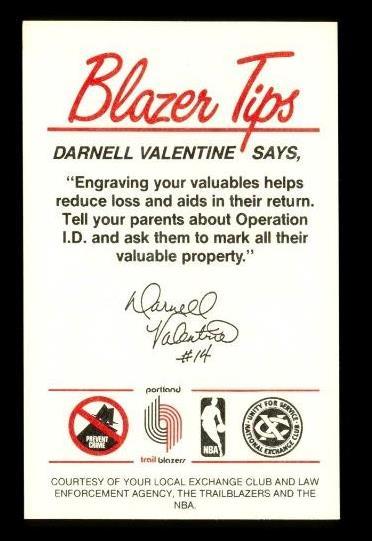 Blazer Tips
DARNELL VALENTINE SAYS,
“Engraving your valuables helps
reduce loss and aids in their return.
Tell your parents about Operation
I.D. and ask them to mark all their
valuable property.”
Darnell
Valentine
#14
portland
PREVENT
CRIME
NBA
UNITY FOR SERVICE
NATIONAL EXCHANGE CLUB
trail blazers
COURTESY OF YOUR LOCAL EXCHANGE CLUB AND LAW
ENFORCEMENT AGENCY, THE TRAILBLAZERS AND THE
NBA.